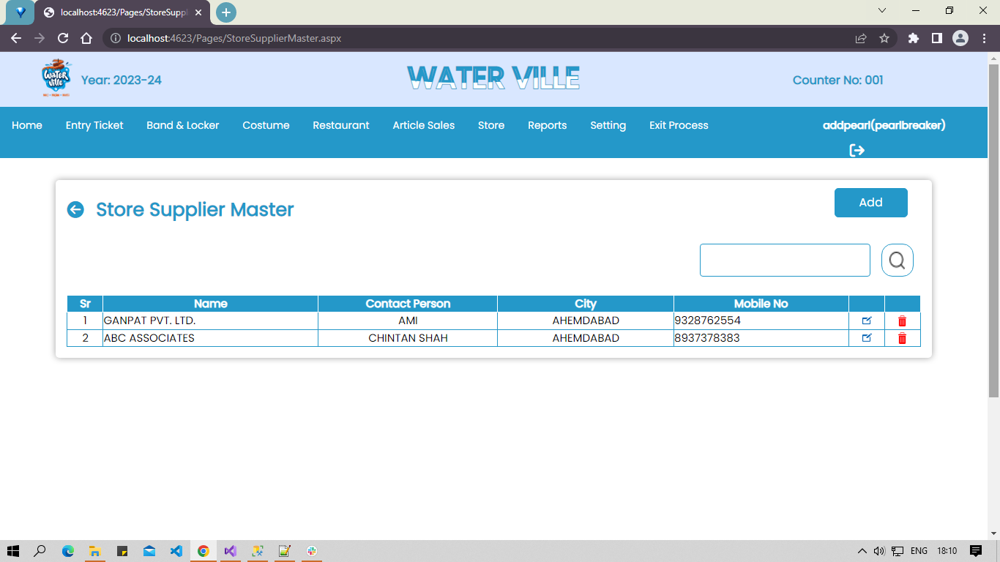 localhost:4623/Pages/StoreSuppl
localhost:4623/Pages/StoreSupplierMaster.aspx
WATER
Ville
Year: 2023-24
WATER VILLE
Counter No: 001
Home Entry Ticket Band & Locker Costume Restaurant Article Sales Store Reports Setting Exit Process addpearl(pearlbreaker)
Store Supplier Master
Add
Sr Name Contact Person City Mobile No
1 GANPAT PVT. LTD. AMI AHEMDABAD 9328762554
2 ABC ASSOCIATES CHINTAN SHAH AHEMDABAD 8937378383
ENG 18:10